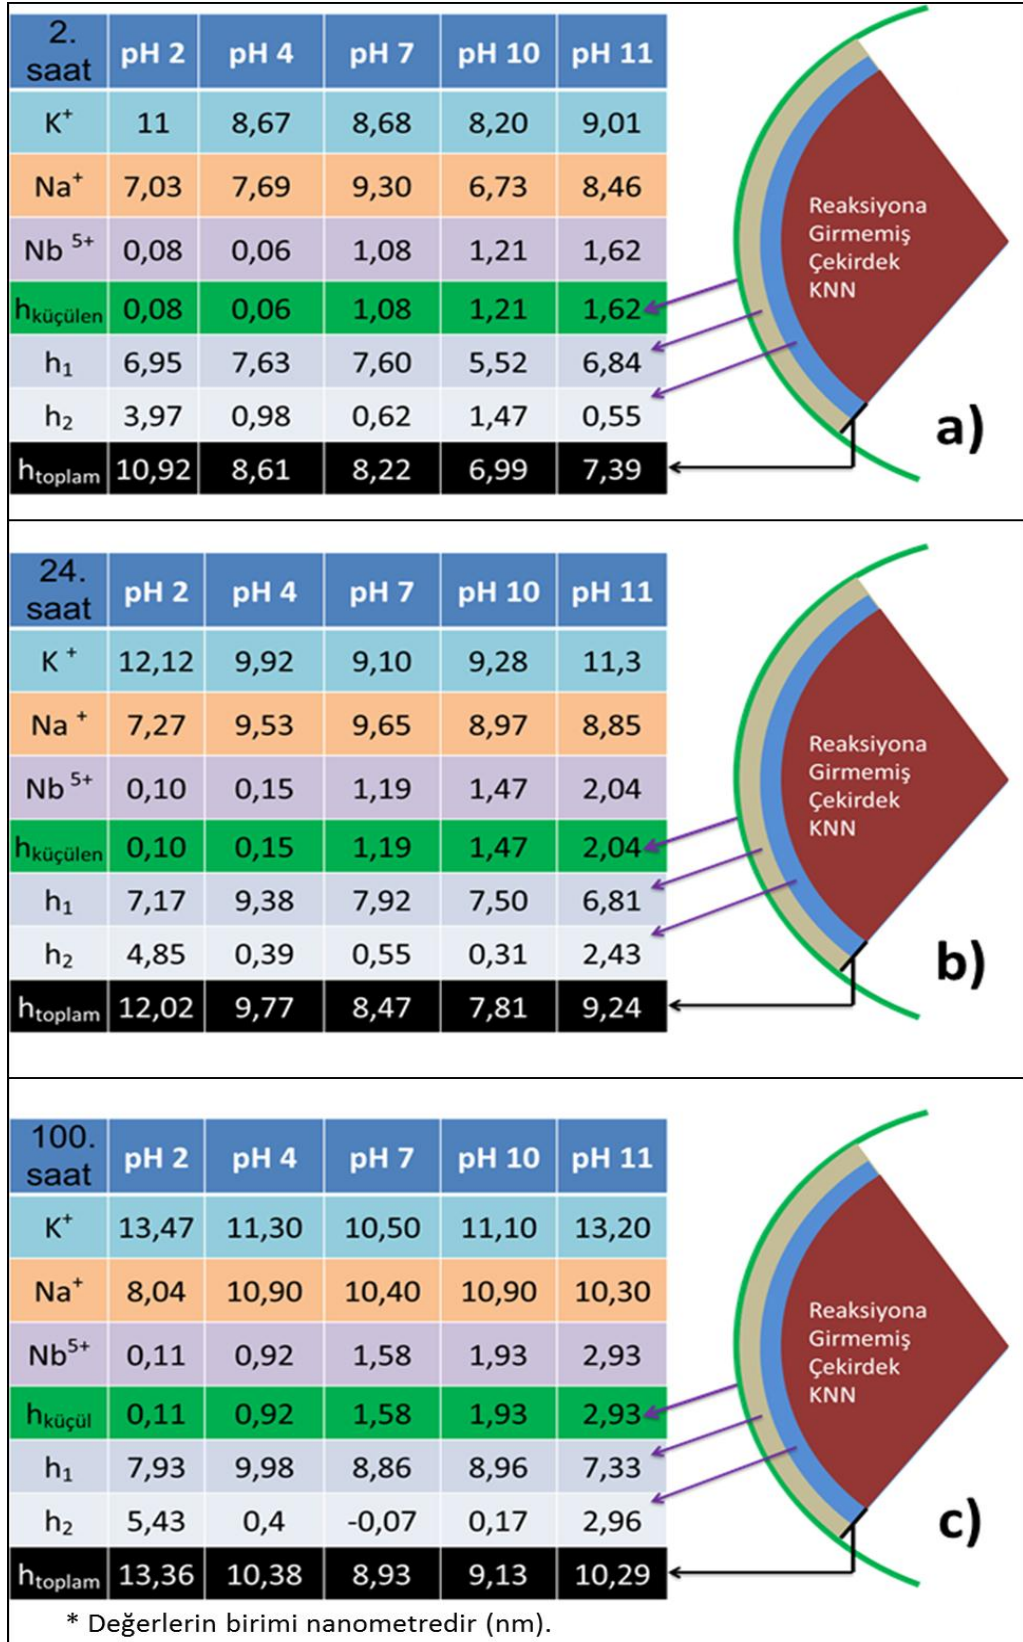 2. saat pH 2 pH 4 pH 7 pH 10 pH 11
K⁺ 11 8,67 8,68 8,20 9,01
Na⁺ 7,03 7,69 9,30 6,73 8,46
Nb ⁵⁺ 0,08 0,06 1,08 1,21 1,62
hküçülen 0,08 0,06 1,08 1,21 1,62
h₁ 6,95 7,63 7,60 5,52 6,84
h₂ 3,97 0,98 0,62 1,47 0,55
htoplam 10,92 8,61 8,22 6,99 7,39
Reaksiyona
Girmemiş
Çekirdek
KNN
a)
24. saat pH 2 pH 4 pH 7 pH 10 pH 11
K ⁺ 12,12 9,92 9,10 9,28 11,3
Na ⁺ 7,27 9,53 9,65 8,97 8,85
Nb ⁵⁺ 0,10 0,15 1,19 1,47 2,04
hküçülen 0,10 0,15 1,19 1,47 2,04
h₁ 7,17 9,38 7,92 7,50 6,81
h₂ 4,85 0,39 0,55 0,31 2,43
htoplam 12,02 9,77 8,47 7,81 9,24
Reaksiyona
Girmemiş
Çekirdek
KNN
b)
100. saat pH 2 pH 4 pH 7 pH 10 pH 11
K⁺ 13,47 11,30 10,50 11,10 13,20
Na⁺ 8,04 10,90 10,40 10,90 10,30
Nb⁵⁺ 0,11 0,92 1,58 1,93 2,93
hküçül 0,11 0,92 1,58 1,93 2,93
h₁ 7,93 9,98 8,86 8,96 7,33
h₂ 5,43 0,4 -0,07 0,17 2,96
htoplam 13,36 10,38 8,93 9,13 10,29
Reaksiyona
Girmemiş
Çekirdek
KNN
c)
* Değerlerin birimi nanometredir (nm).